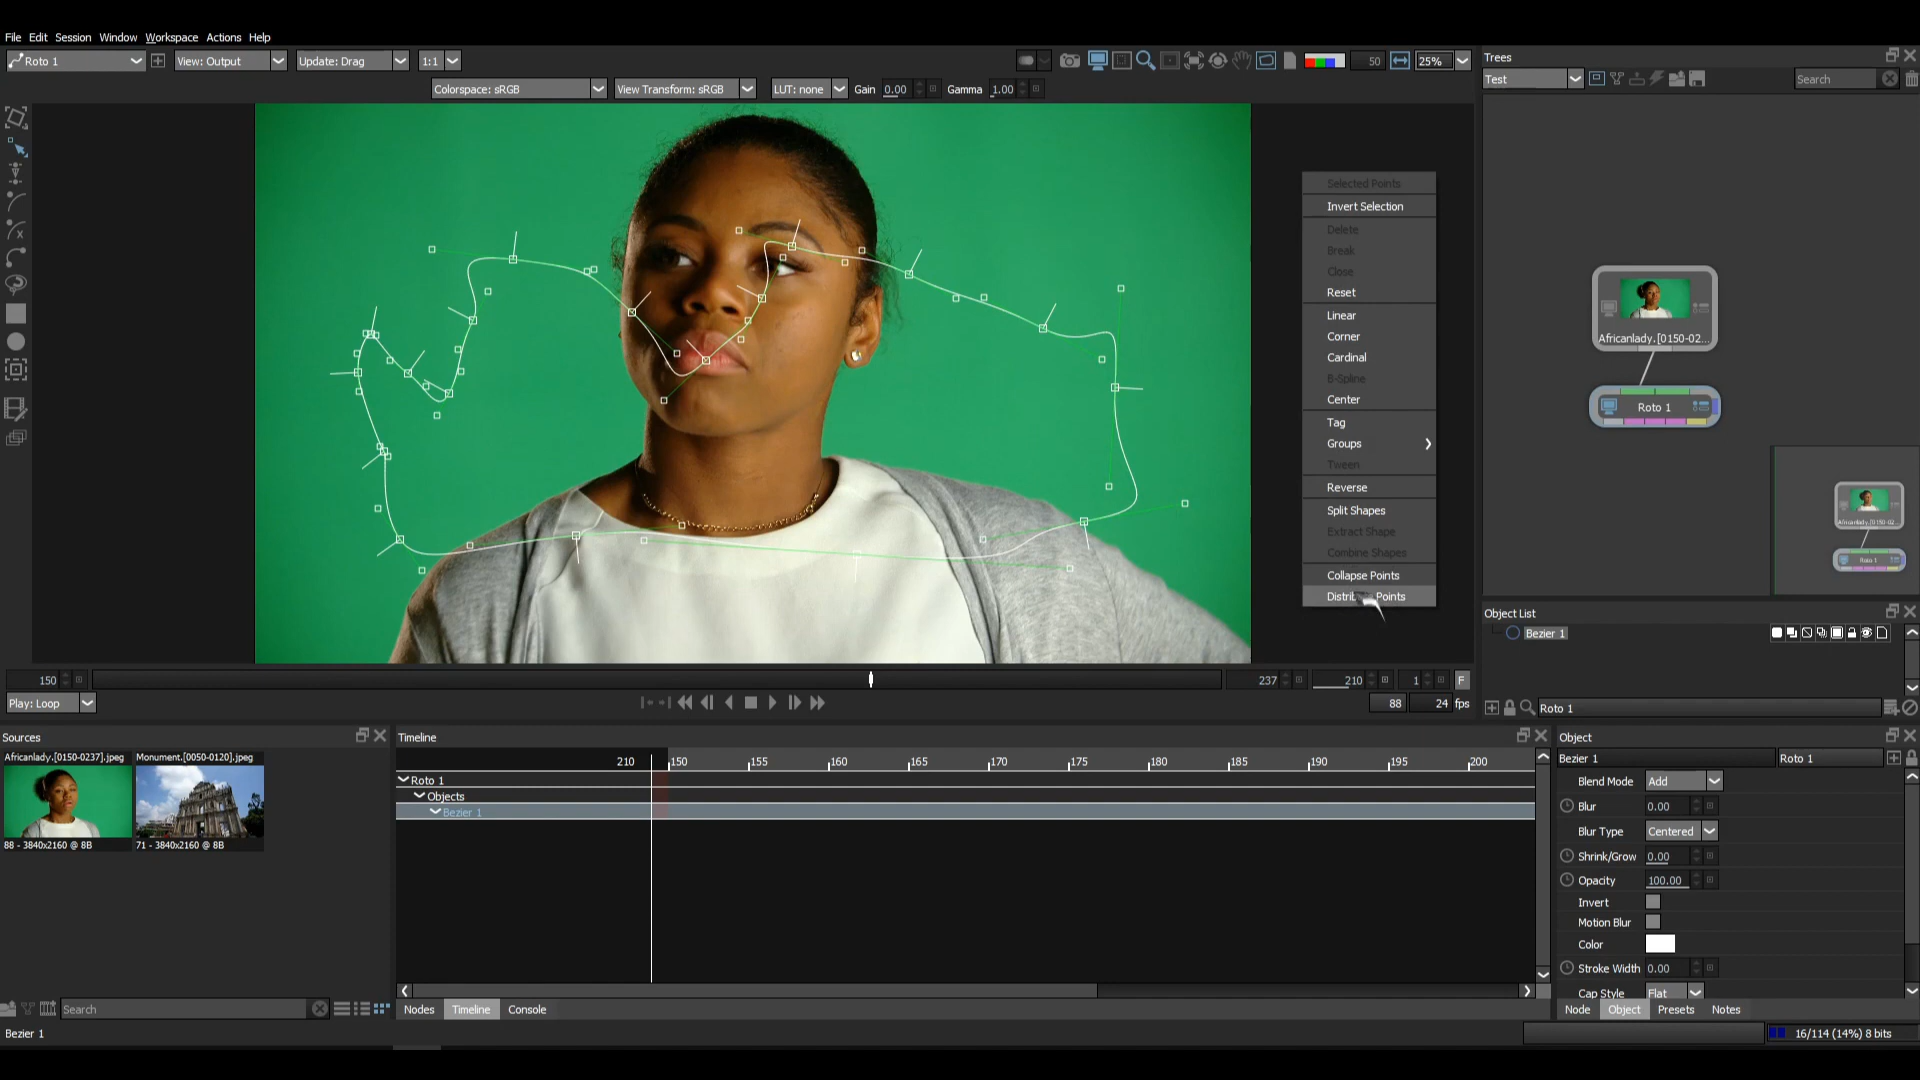 File Edit Session Window Workspace Actions Help
Roto 1 View: Output Update: Drag 1:1 50 25%
Colorspace: sRGB View Transform: sRGB LUT: none Gain 0.00 Gamma 1.00
Trees
Test Search
Selected Points
Invert Selection
Delete
Break
Close
Reset
Linear
Corner
Cardinal
B-Spline
Center
Tag
Groups
Tween
Reverse
Split Shapes
Extract Shape
Combine Shapes
Collapse Points
Points
Africanlady.[0150-02...
Roto 1
Object List
Bezier 1
150 237 210 1 F
Play: Loop 88 24 fps
Roto 1
Sources
Africanlady.[0150-0237].jpeg Monument.[0050-0120].jpeg
88 - 3840x2160 @ 8B 71 - 3840x2160 @ 8B
Search
Timeline
210 150 155 160 165 170 175 180 185 190 195 200
Roto 1
Objects
Bezier 1
Nodes Timeline Console
Object
Bezier 1 Roto 1
Blend Mode Add
Blur 0.00
Blur Type Centered
Shrink/Grow 0.00
Opacity 100.00
Invert
Motion Blur
Color
Stroke Width 0.00
Cap Style Flat
Node Object Presets Notes
Bezier 1 16/114 (14%) 8 bits